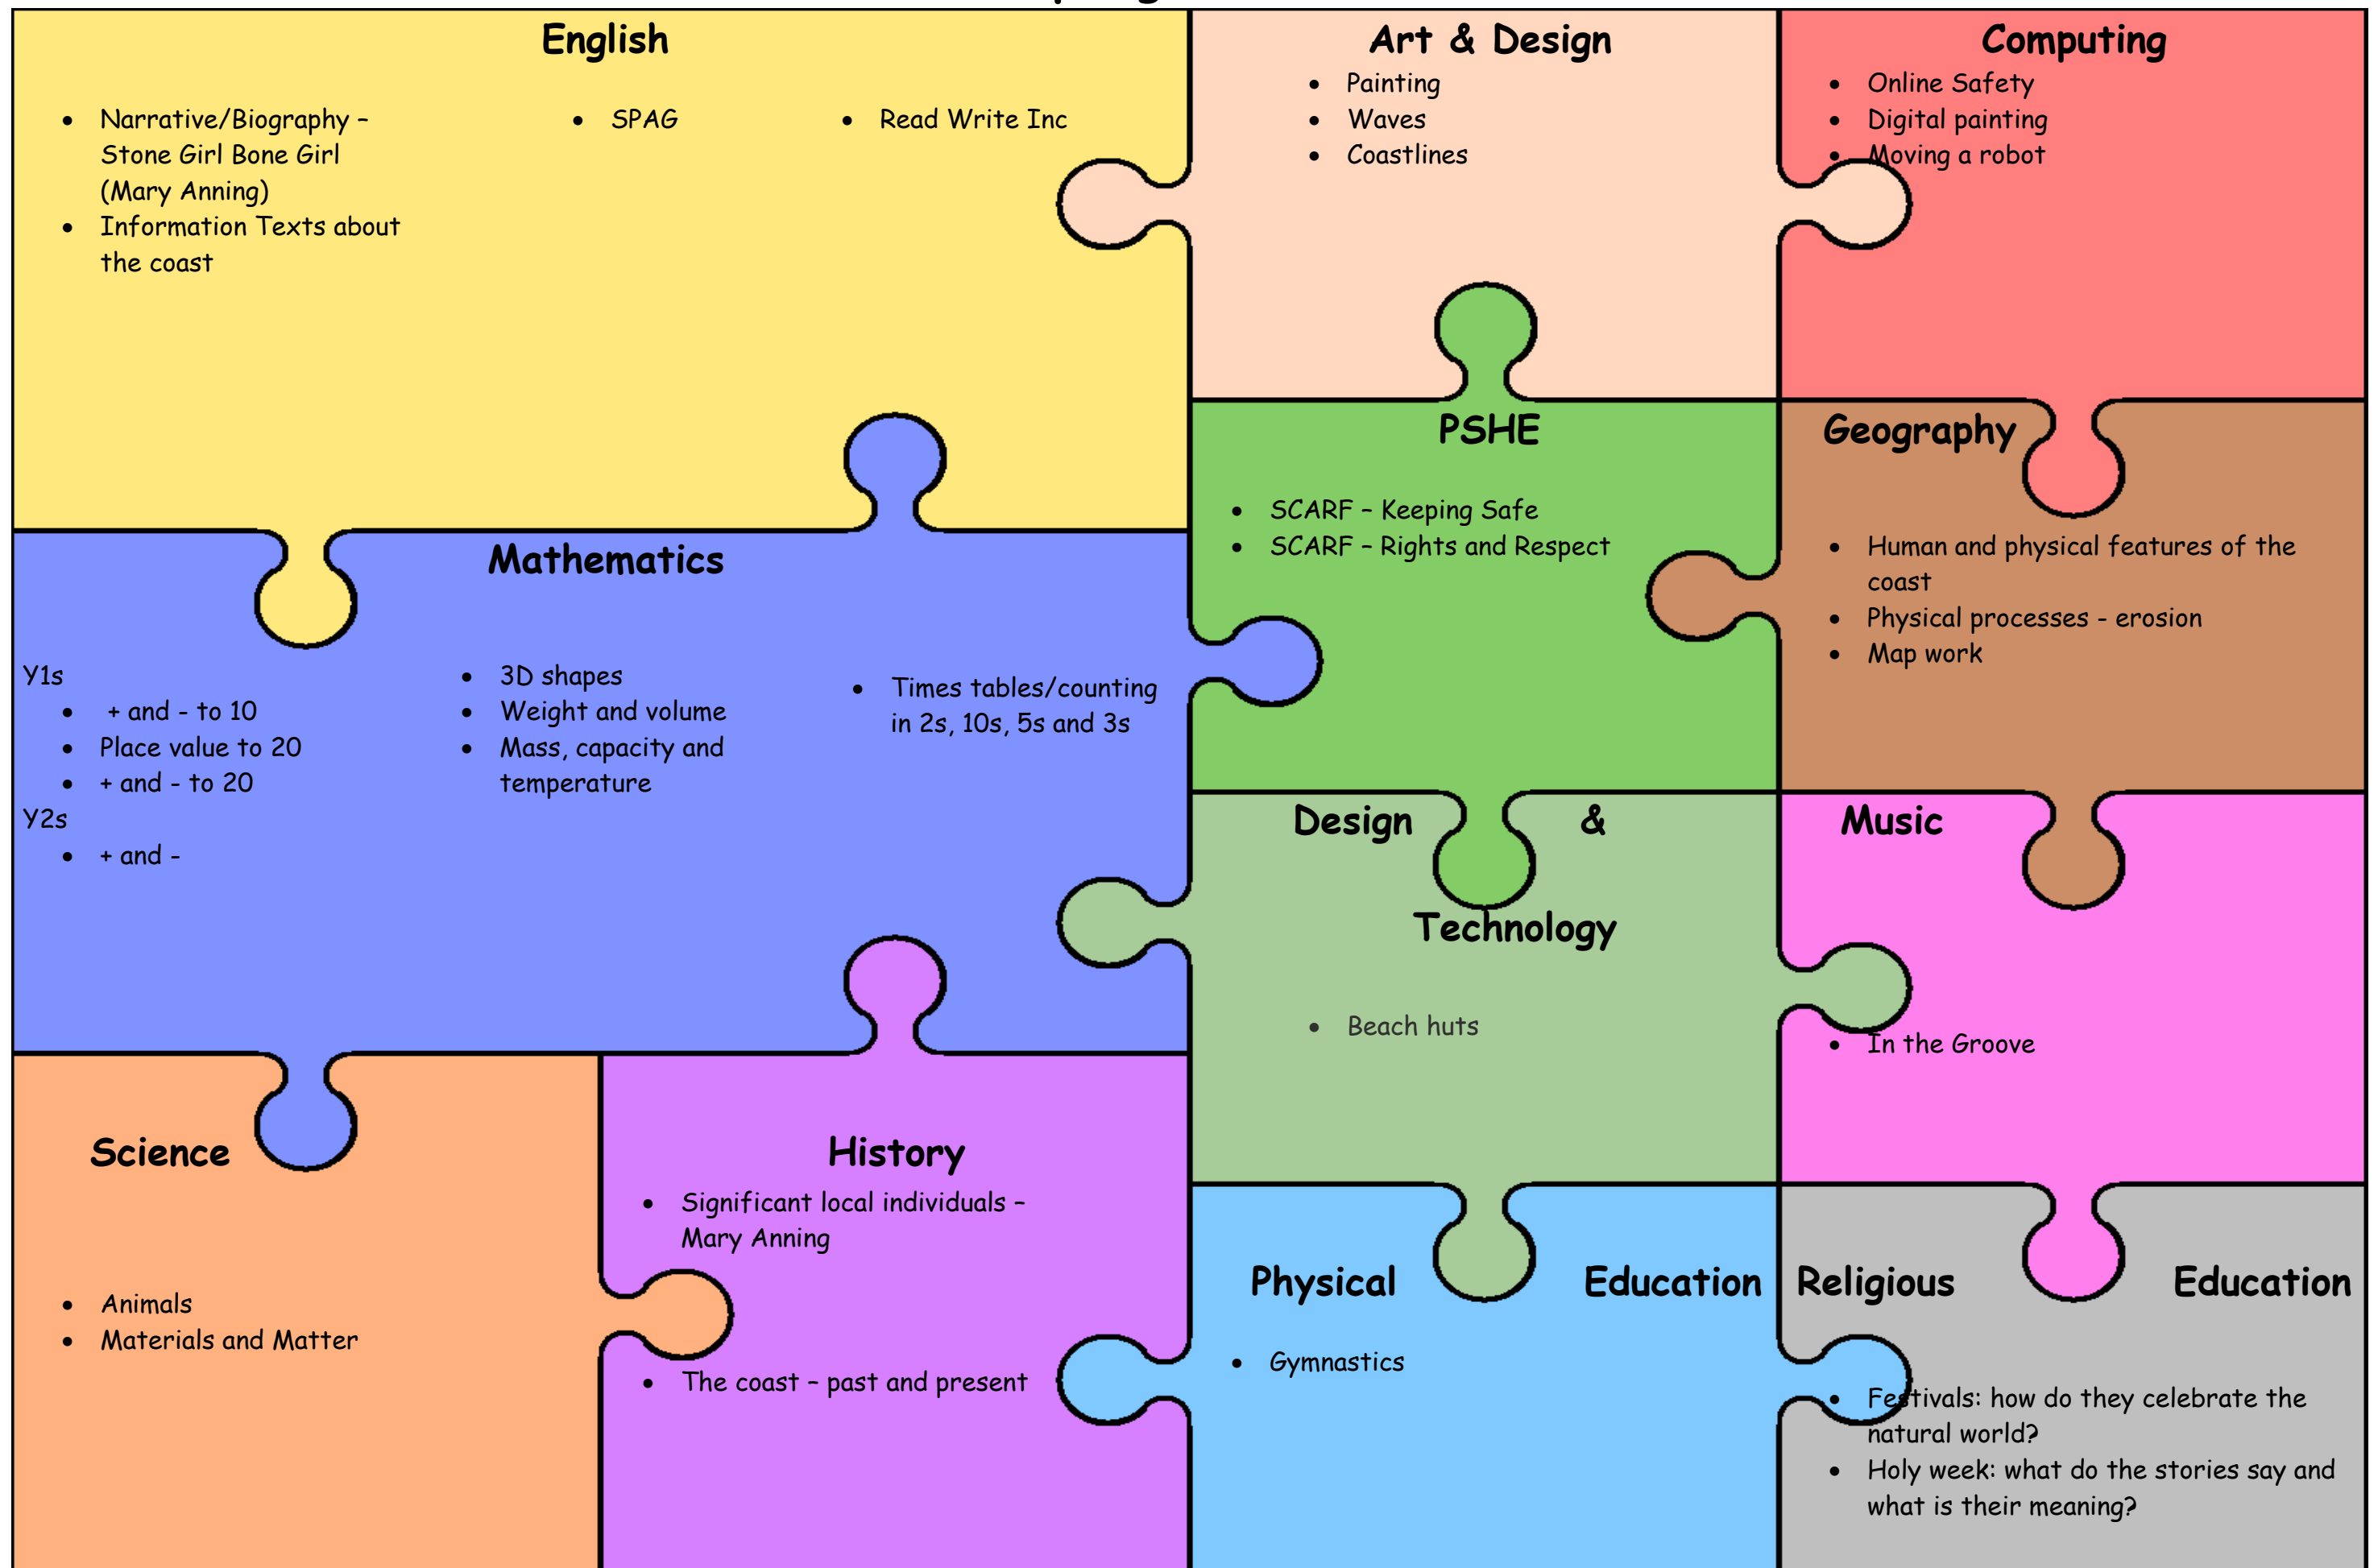 English
• Narrative/Biography –
Stone Girl Bone Girl
(Mary Anning)
• Information Texts about
the coast
• SPAG
• Read Write Inc
Art & Design
• Painting
• Waves
• Coastlines
Computing
• Online Safety
• Digital painting
• Moving a robot
Mathematics
Y1s
• + and - to 10
• Place value to 20
• + and - to 20
Y2s
• + and -
• 3D shapes
• Weight and volume
• Mass, capacity and
temperature
• Times tables/counting
in 2s, 10s, 5s and 3s
PSHE
• SCARF – Keeping Safe
• SCARF – Rights and Respect
Geography
• Human and physical features of the
coast
• Physical processes - erosion
• Map work
Design &
Technology
• Beach huts
Music
• In the Groove
Science
• Animals
• Materials and Matter
History
• Significant local individuals –
Mary Anning
• The coast – past and present
Physical Education
• Gymnastics
Religious Education
• Festivals: how do they celebrate the
natural world?
• Holy week: what do the stories say and
what is their meaning?